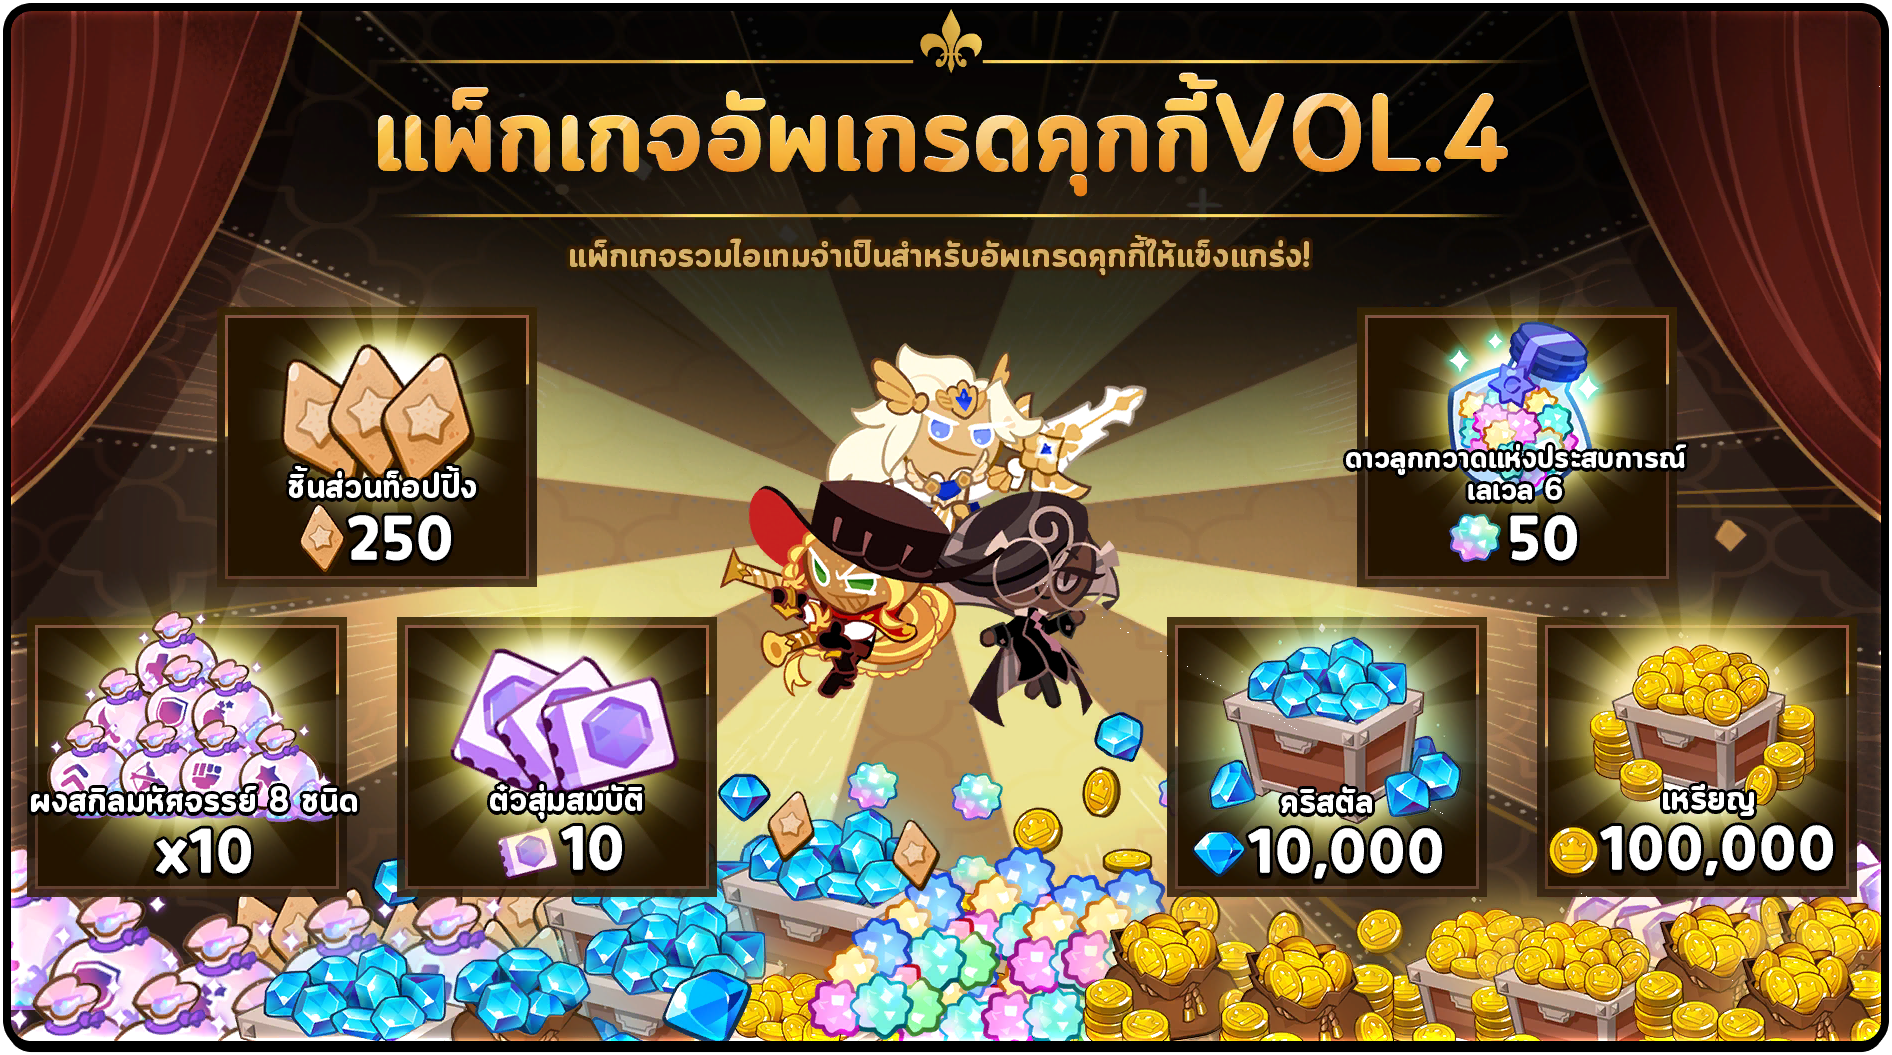 แพ็กเกจอัพเกรดคุกกี้VOL.4
แพ็กเกจรวมไอเทมจำเป็นสำหรับอัพเกรดคุกกี้ให้แข็งแกร่ง!
ชิ้นส่วนท็อปปิ้ง
250
ดาวลูกกวาดแห่งประสบการณ์
เลเวล 6
50
ผงสกิลมหัศจรรย์ 8 ชนิด
x10
ตั๋วสุ่มสมบัติ
10
คริสตัล
10,000
เหรียญ
100,000